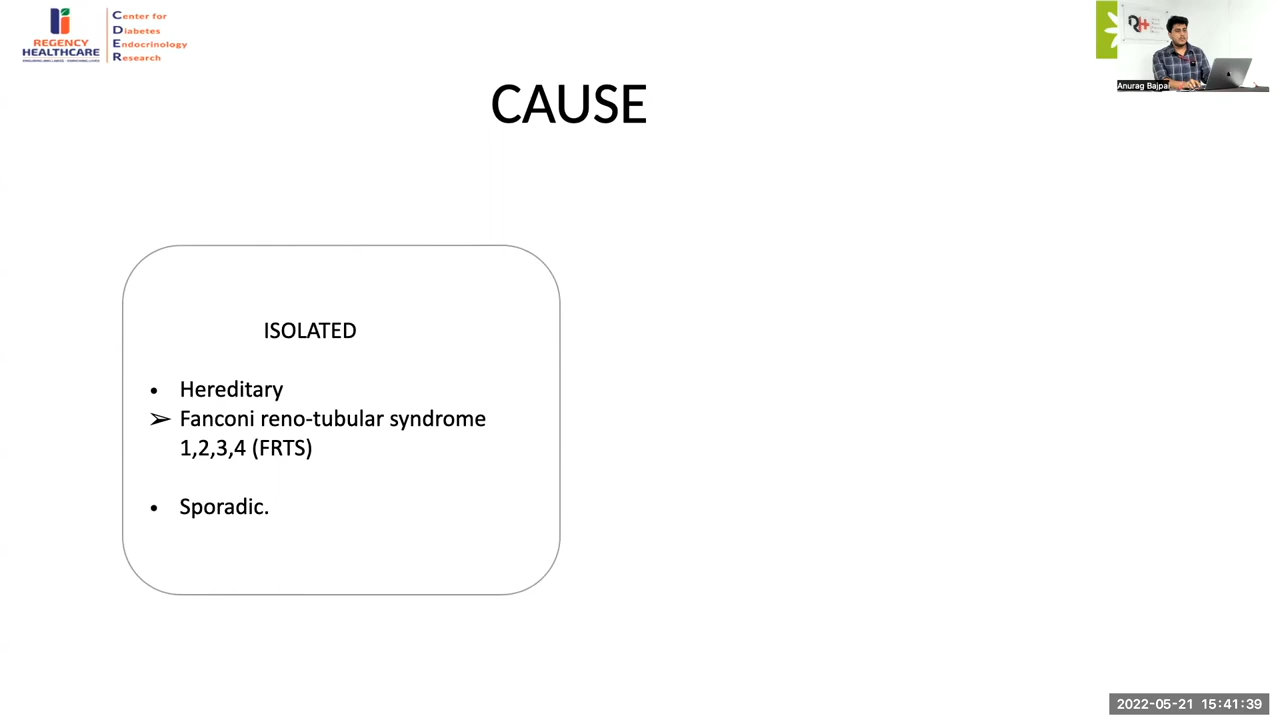 REGENCY
HEALTHCARE
Center for
Diabetes
Endocrinology
Research
Anurag Bajpai
CAUSE
ISOLATED
• Hereditary
➢ Fanconi reno-tubular syndrome
1,2,3,4 (FRTS)
• Sporadic.
2022-05-21 15:41:39